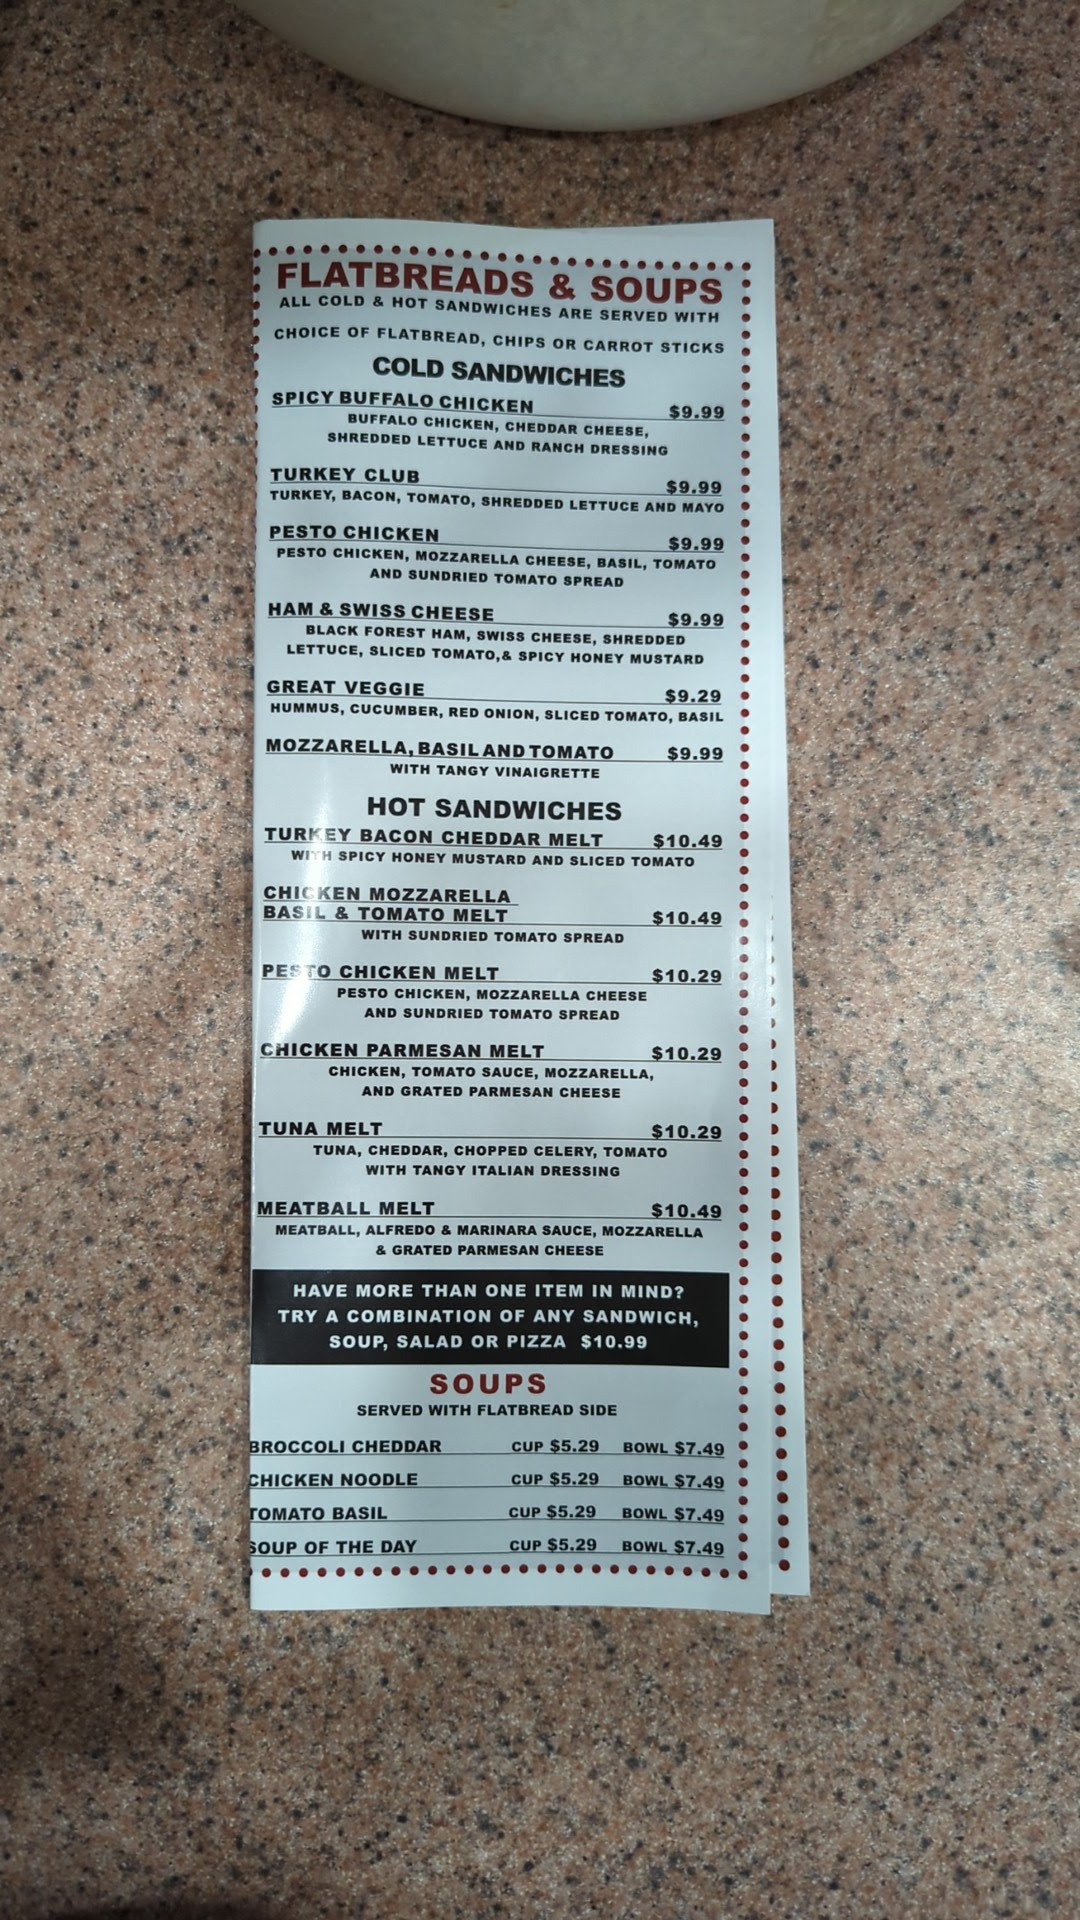 FLATBREADS & SOUPS
ALL COLD & HOT SANDWICHES ARE SERVED WITH
CHOICE OF FLATBREAD, CHIPS OR CARROT STICKS
COLD SANDWICHES
SPICY BUFFALO CHICKEN $9.99
BUFFALO CHICKEN, CHEDDAR CHEESE,
SHREDDED LETTUCE AND RANCH DRESSING
TURKEY CLUB $9.99
TURKEY, BACON, TOMATO, SHREDDED LETTUCE AND MAYO
PESTO CHICKEN $9.99
PESTO CHICKEN, MOZZARELLA CHEESE, BASIL, TOMATO
AND SUNDRIED TOMATO SPREAD
HAM & SWISS CHEESE $9.99
BLACK FOREST HAM, SWISS CHEESE, SHREDDED
LETTUCE, SLICED TOMATO,& SPICY HONEY MUSTARD
GREAT VEGGIE $9.29
HUMMUS, CUCUMBER, RED ONION, SLICED TOMATO, BASIL
MOZZARELLA, BASIL AND TOMATO $9.99
WITH TANGY VINAIGRETTE
HOT SANDWICHES
TURKEY BACON CHEDDAR MELT $10.49
WITH SPICY HONEY MUSTARD AND SLICED TOMATO
CHICKEN MOZZARELLA
BASIL & TOMATO MELT $10.49
WITH SUNDRIED TOMATO SPREAD
PESTO CHICKEN MELT $10.29
PESTO CHICKEN, MOZZARELLA CHEESE
AND SUNDRIED TOMATO SPREAD
CHICKEN PARMESAN MELT $10.29
CHICKEN, TOMATO SAUCE, MOZZARELLA,
AND GRATED PARMESAN CHEESE
TUNA MELT $10.29
TUNA, CHEDDAR, CHOPPED CELERY, TOMATO
WITH TANGY ITALIAN DRESSING
MEATBALL MELT $10.49
MEATBALL, ALFREDO & MARINARA SAUCE, MOZZARELLA
& GRATED PARMESAN CHEESE
HAVE MORE THAN ONE ITEM IN MIND?
TRY A COMBINATION OF ANY SANDWICH,
SOUP, SALAD OR PIZZA $10.99
SOUPS
SERVED WITH FLATBREAD SIDE
BROCCOLI CHEDDAR CUP $5.29 BOWL $7.49
CHICKEN NOODLE CUP $5.29 BOWL $7.49
TOMATO BASIL CUP $5.29 BOWL $7.49
SOUP OF THE DAY CUP $5.29 BOWL $7.49